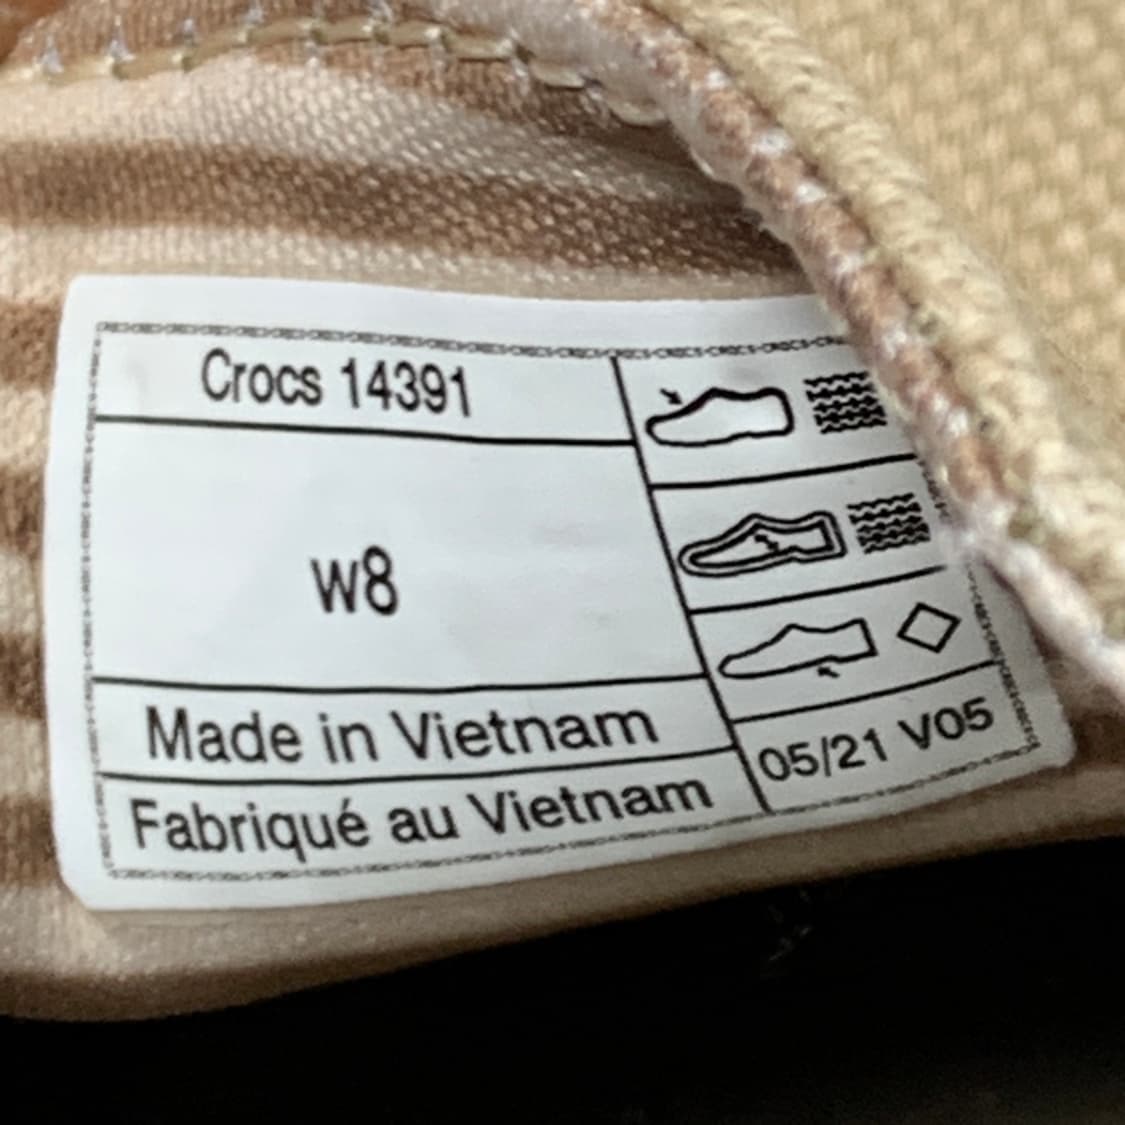 Crocs 14391
w8
Made in Vietnam
Fabriqué au Vietnam
05/21 V05